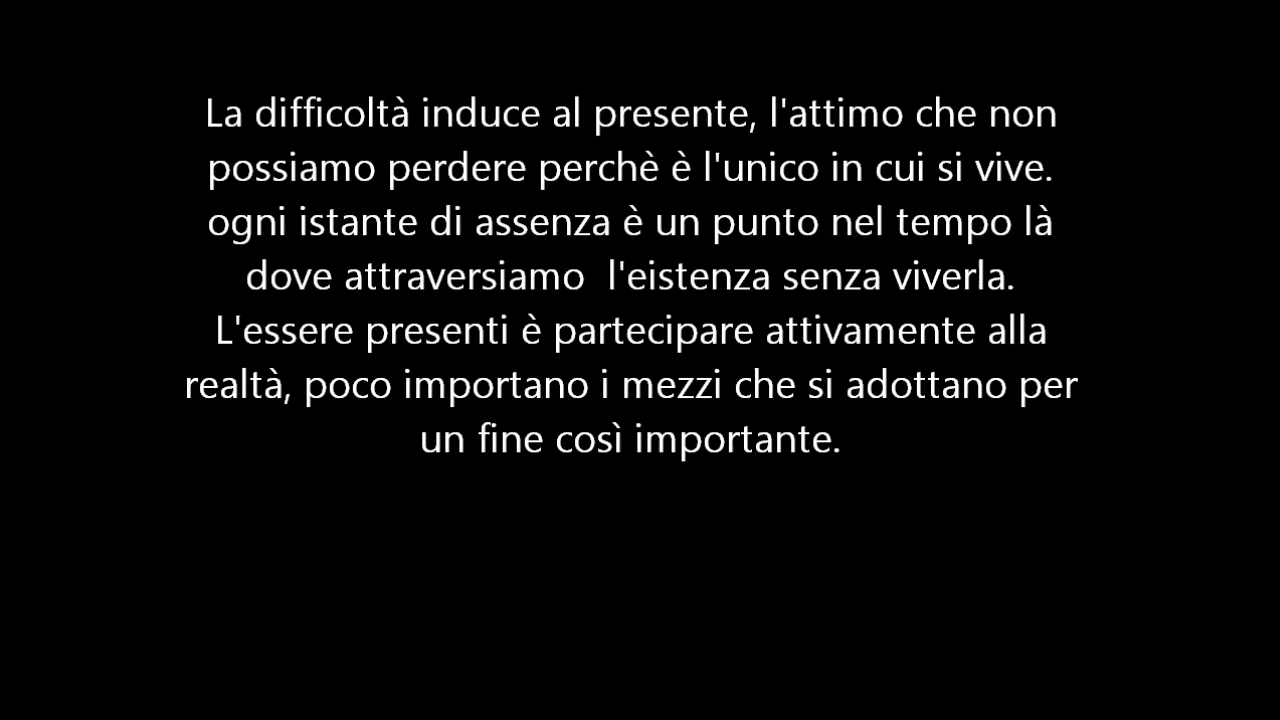 La difficoltà induce al presente, l'attimo che non
possiamo perdere perchè è l'unico in cui si vive.
ogni istante di assenza è un punto nel tempo là
dove attraversiamo  l'eistenza senza viverla.
L'essere presenti è partecipare attivamente alla
realtà, poco importano i mezzi che si adottano per
un fine così importante.